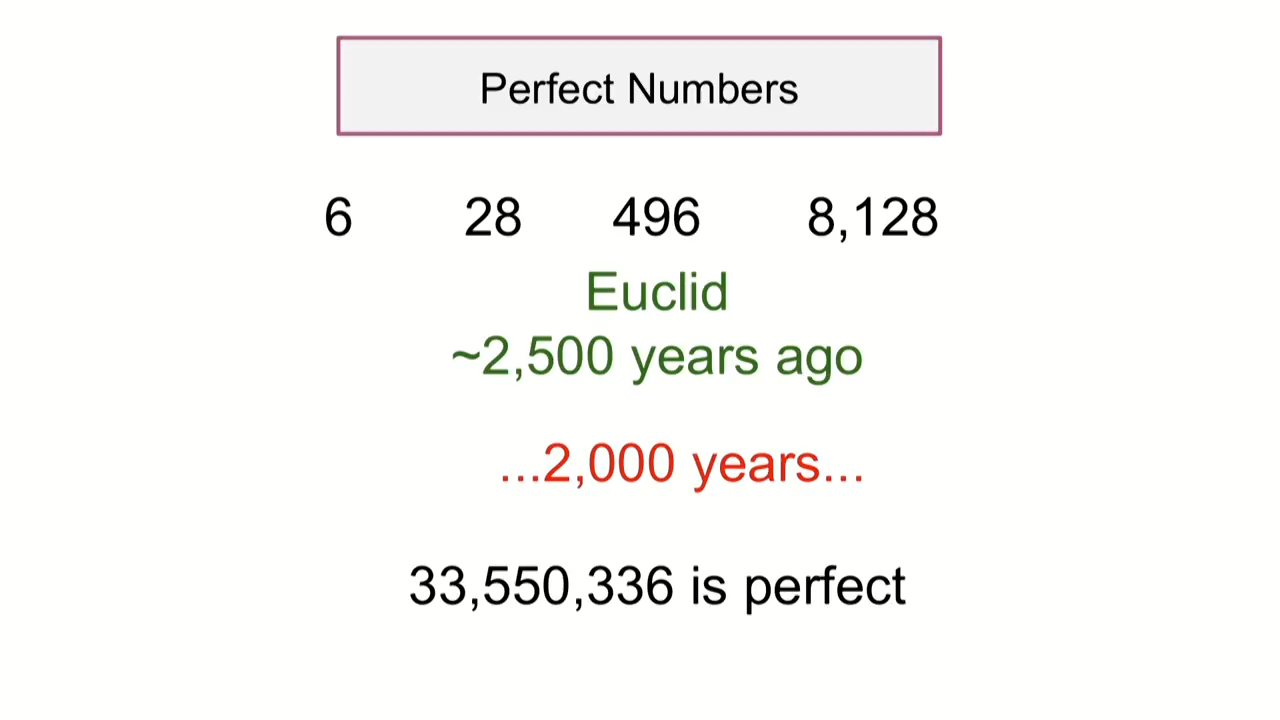 Perfect Numbers
6 28 496 8,128
Euclid
~2,500 years ago
...2,000 years...
33,550,336 is perfect